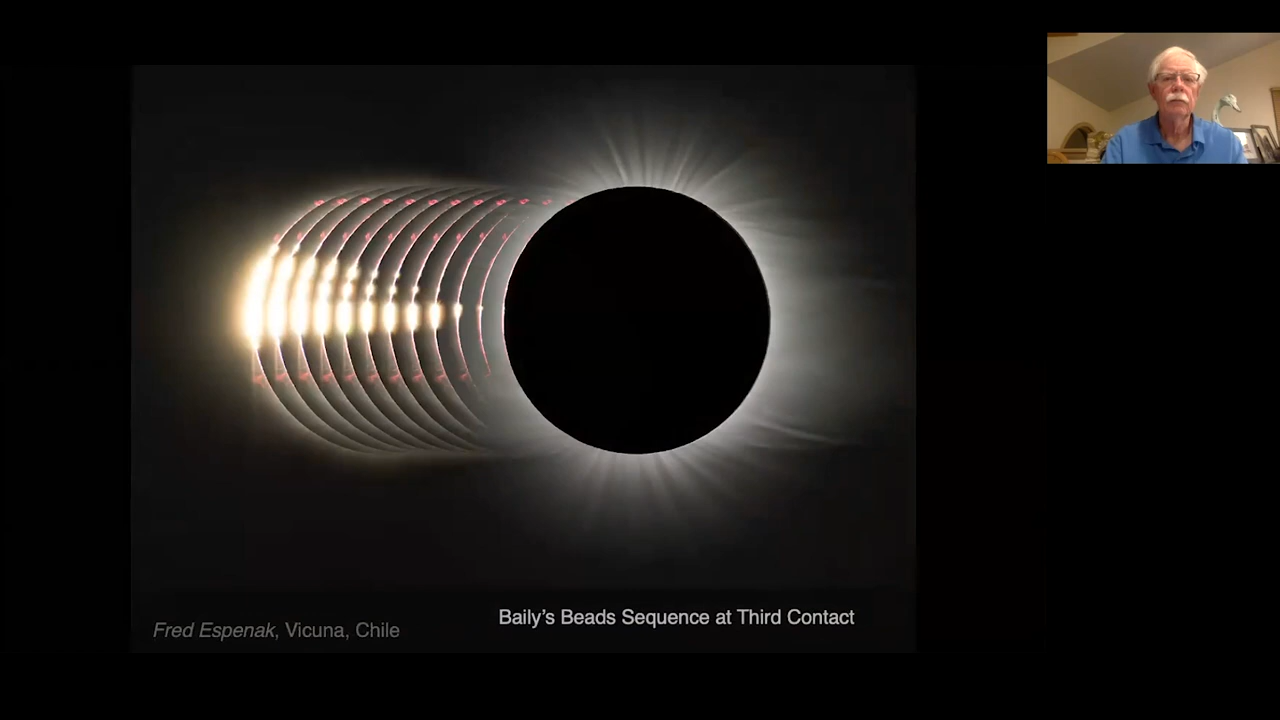 Baily's Beads Sequence at Third Contact
Fred Espenak, Vicuna, Chile